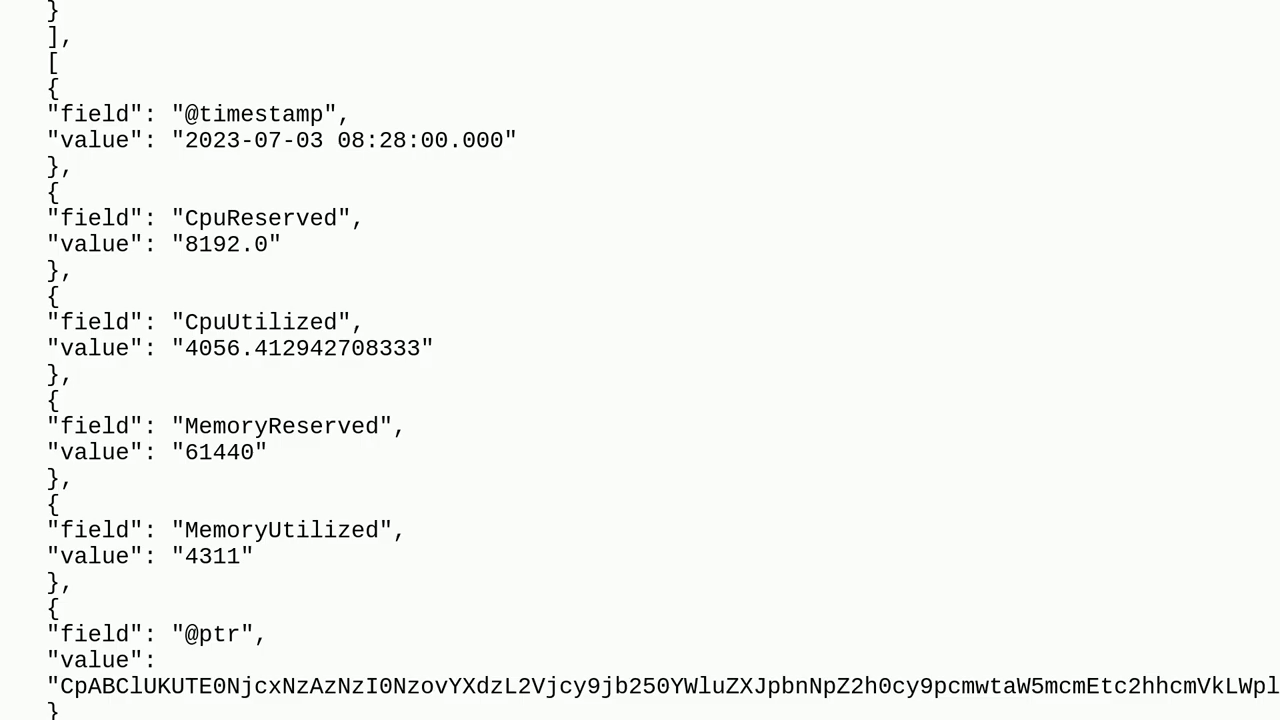 }
],
[
{
"field": "@timestamp",
"value": "2023-07-03 08:28:00.000"
},
{
"field": "CpuReserved",
"value": "8192.0"
},
{
"field": "CpuUtilized",
"value": "4056.412942708333"
},
{
"field": "MemoryReserved",
"value": "61440"
},
{
"field": "MemoryUtilized",
"value": "4311"
},
{
"field": "@ptr",
"value":
"CpABClUKUTE0NjcxNzAzNzI0NzovYXdzL2Vjcy9jb250YWluZXJpbnNpZ2h0cy9pcmwtaW5mcmEtc2hhcmVkLWpl
}